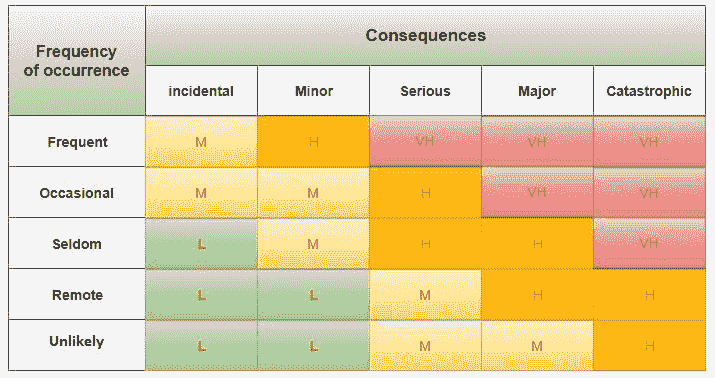 Frequency
of occurrence
Consequences
incidental Minor Serious Major Catastrophic
Frequent M H VH VH VH
Occasional M M H VH VH
Seldom L M H H VH
Remote L L M H H
Unlikely L L M M H